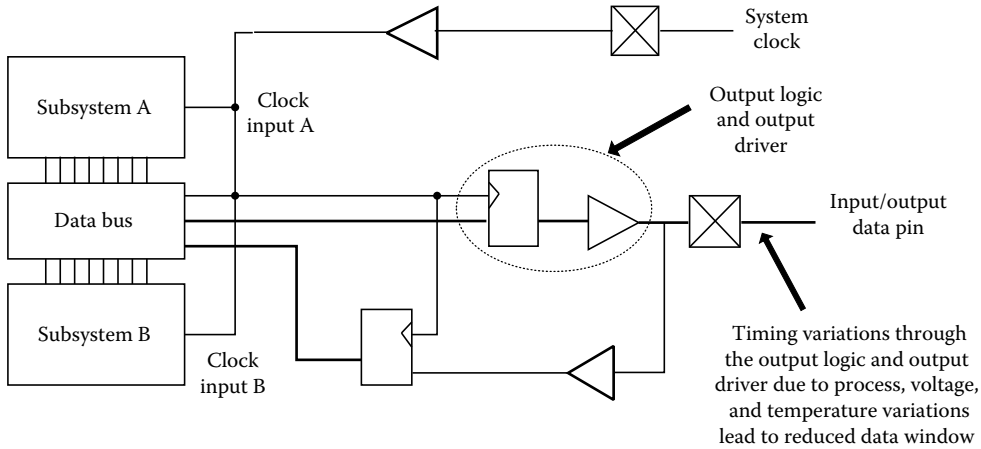 System
clock
Subsystem A
Clock
input A
Output logic
and output
driver
Data bus
Input/output
data pin
Subsystem B
Clock
input B
Timing variations through
the output logic and output
driver due to process, voltage,
and temperature variations
lead to reduced data window